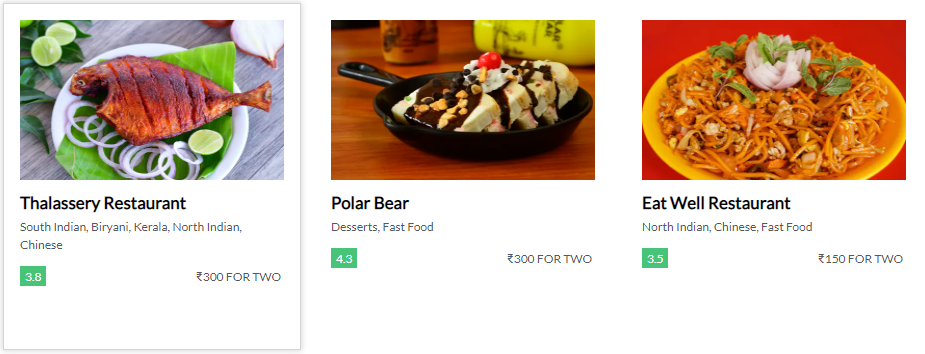 Thalassery Restaurant
South Indian, Biryani, Kerala, North Indian,
Chinese
3.8
₹300 FOR TWO
Polar Bear
Desserts, Fast Food
4.3
₹300 FOR TWO
Eat Well Restaurant
North Indian, Chinese, Fast Food
3.5
₹150 FOR TWO